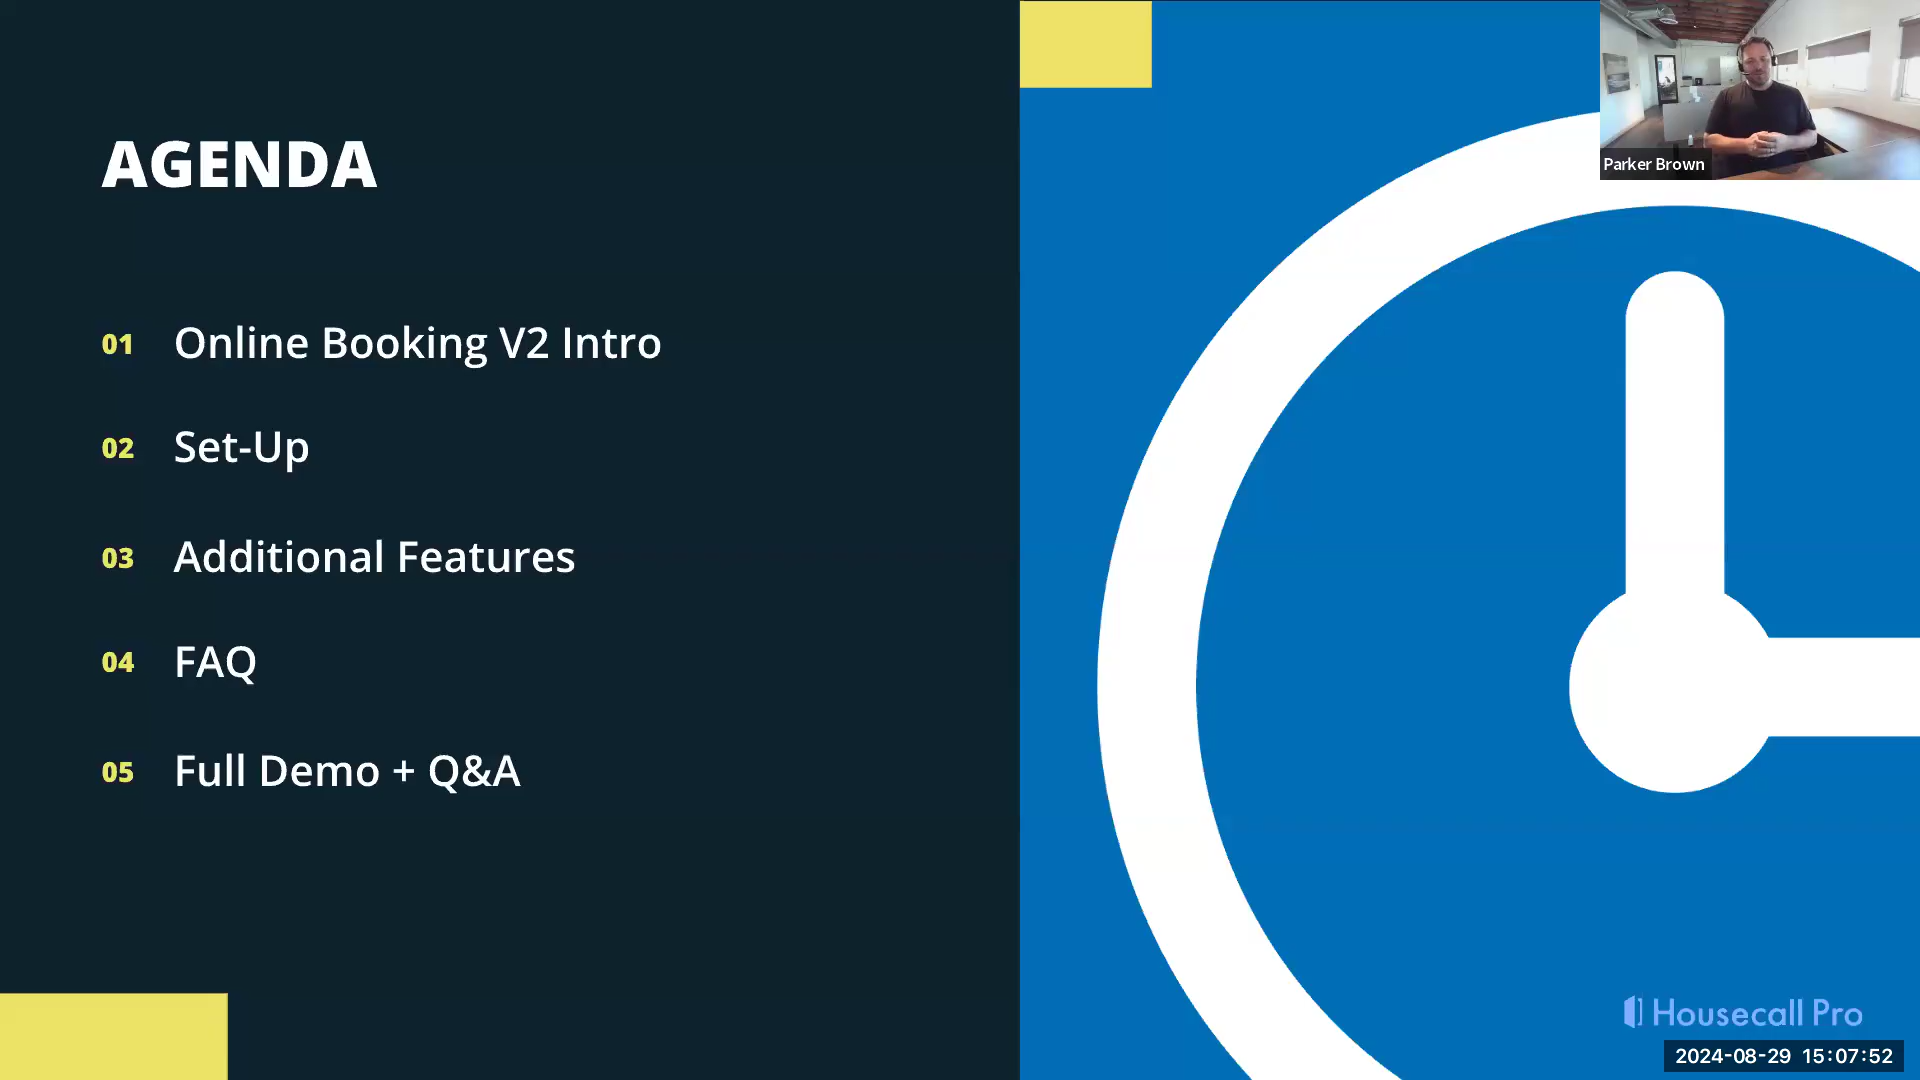 AGENDA
01 Online Booking V2 Intro
02 Set-Up
03 Additional Features
04 FAQ
05 Full Demo + Q&A
Parker Brown
Housecall Pro
2024-08-29 15:07:52